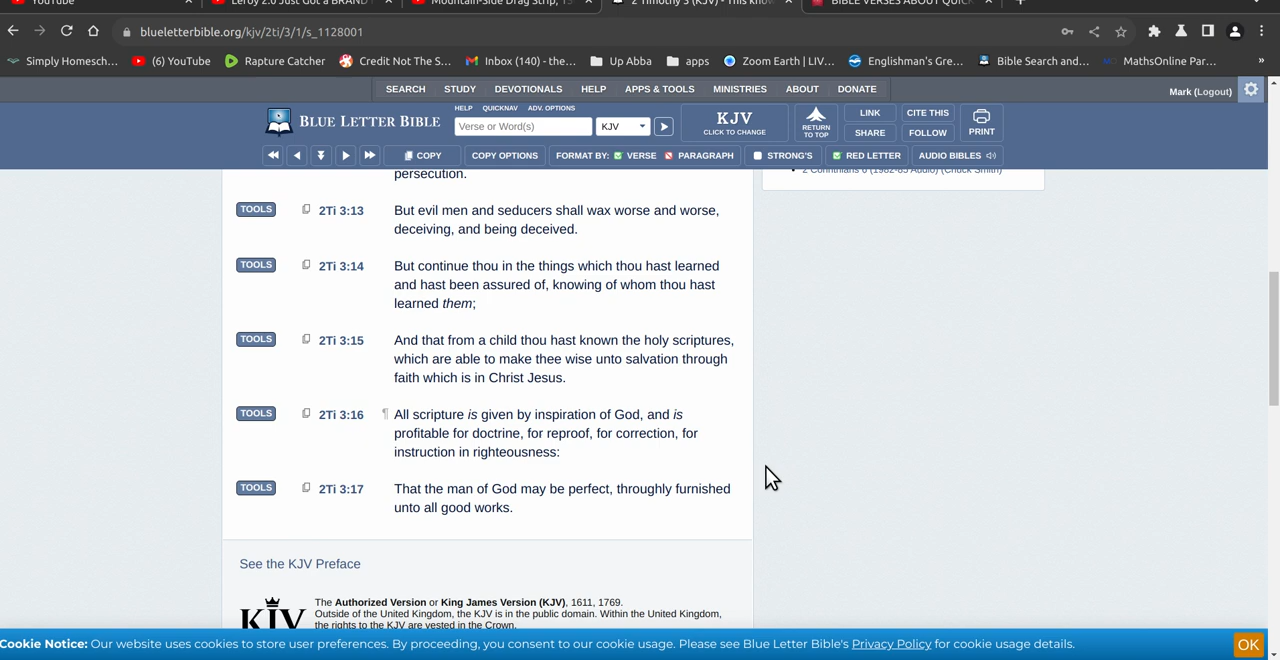 YouTube
Leroy 2.0 Just Got a BRAND
Mountain-Side Drag Strip, 15
2 Timothy 3 (KJV) - This know
BIBLE VERSES ABOUT QUICK
blueletterbible.org/kjv/2ti/3/1/s_1128001
Simply Homesch... (6) YouTube Rapture Catcher Credit Not The S... Inbox (140) - the... Up Abba apps Zoom Earth | LIV... Englishman's Gre... Bible Search and... MathsOnline Par... »
SEARCH STUDY DEVOTIONALS HELP APPS & TOOLS MINISTRIES ABOUT DONATE
Mark (Logout)
BLUE LETTER BIBLE
HELP QUICKNAV ADV. OPTIONS
Verse or Word(s) KJV
KJV
CLICK TO CHANGE
RETURN
TO TOP
LINK CITE THIS
SHARE FOLLOW
PRINT
COPY COPY OPTIONS FORMAT BY: VERSE PARAGRAPH STRONG'S RED LETTER AUDIO BIBLES
2 Corinthians 6 (1982-85 Audio) (Chuck Smith)
persecution.
TOOLS 2Ti 3:13 But evil men and seducers shall wax worse and worse,
deceiving, and being deceived.
TOOLS 2Ti 3:14 But continue thou in the things which thou hast learned
and hast been assured of, knowing of whom thou hast
learned them;
TOOLS 2Ti 3:15 And that from a child thou hast known the holy scriptures,
which are able to make thee wise unto salvation through
faith which is in Christ Jesus.
TOOLS 2Ti 3:16 ¶ All scripture is given by inspiration of God, and is
profitable for doctrine, for reproof, for correction, for
instruction in righteousness:
TOOLS 2Ti 3:17 That the man of God may be perfect, throughly furnished
unto all good works.
See the KJV Preface
KJV
The Authorized Version or King James Version (KJV), 1611, 1769.
Outside of the United Kingdom, the KJV is in the public domain. Within the United Kingdom,
the rights to the KJV are vested in the Crown.
Cookie Notice: Our website uses cookies to store user preferences. By proceeding, you consent to our cookie usage. Please see Blue Letter Bible's Privacy Policy for cookie usage details. OK